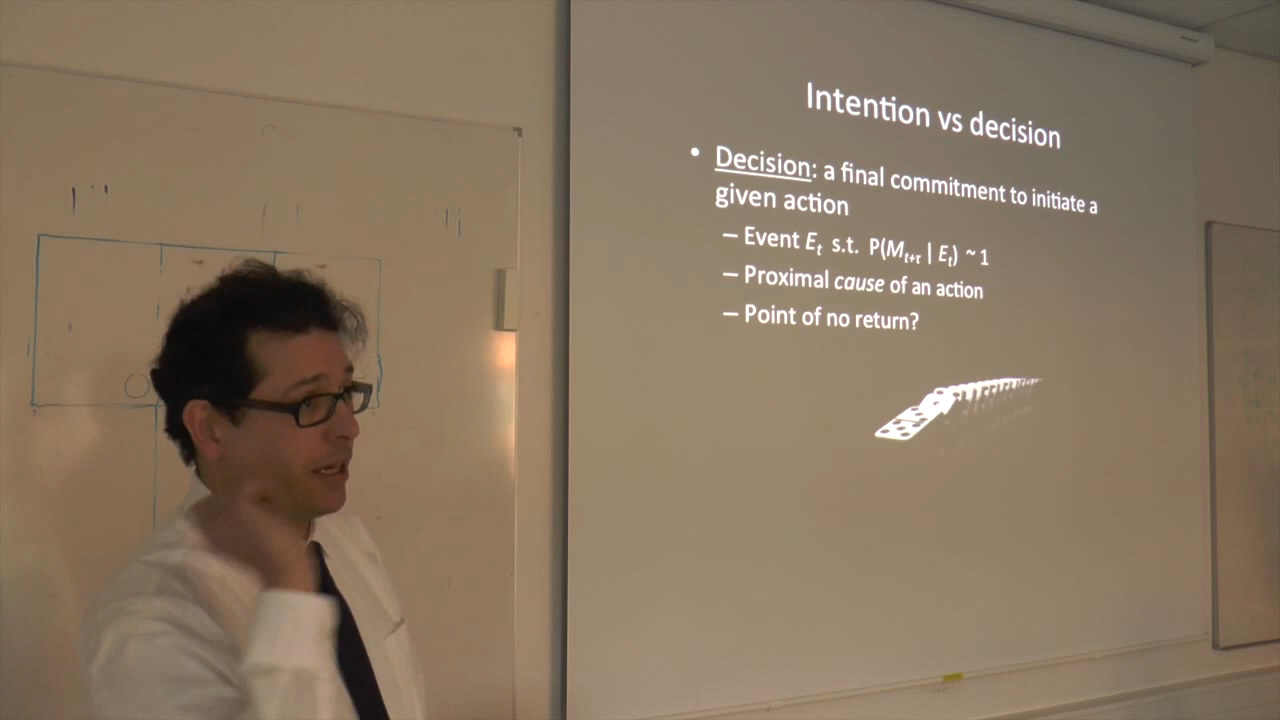 Intention vs decision
• Decision: a final commitment to initiate a
given action
– Event Et s.t. P(Mt+τ | Et) ~ 1
– Proximal cause of an action
– Point of no return?